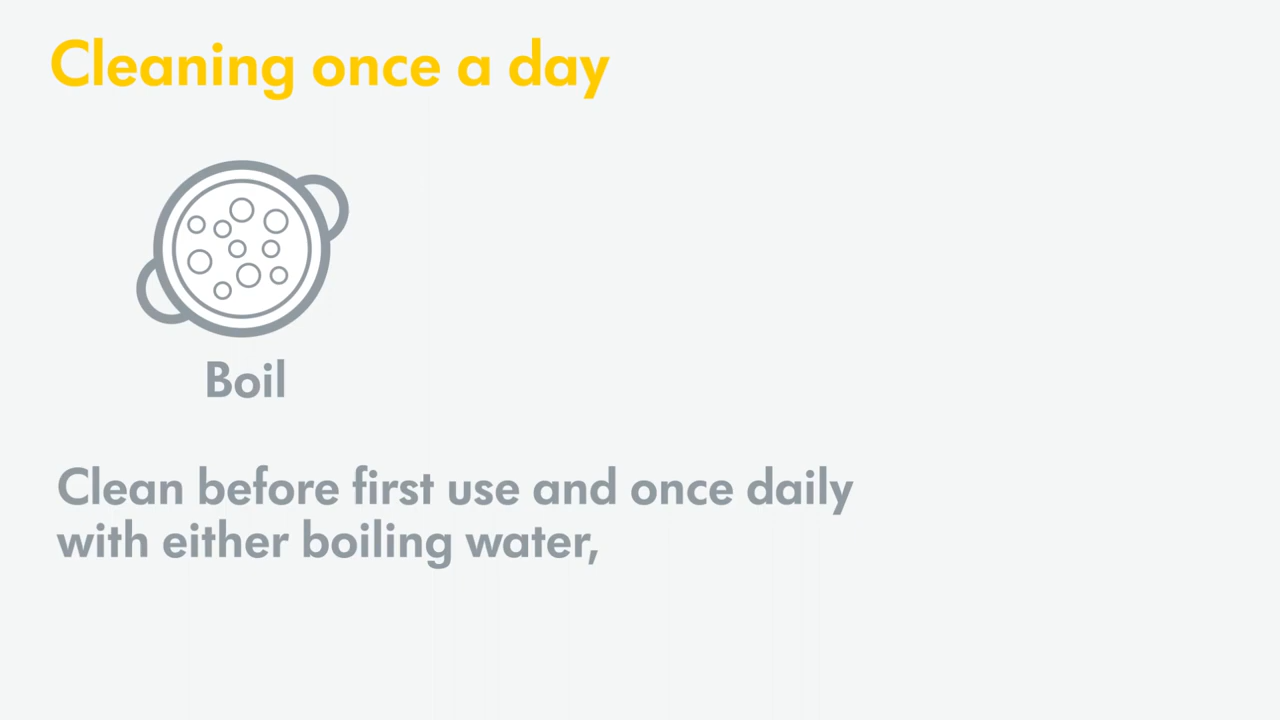 Cleaning once a day
Boil
Clean before first use and once daily
with either boiling water,